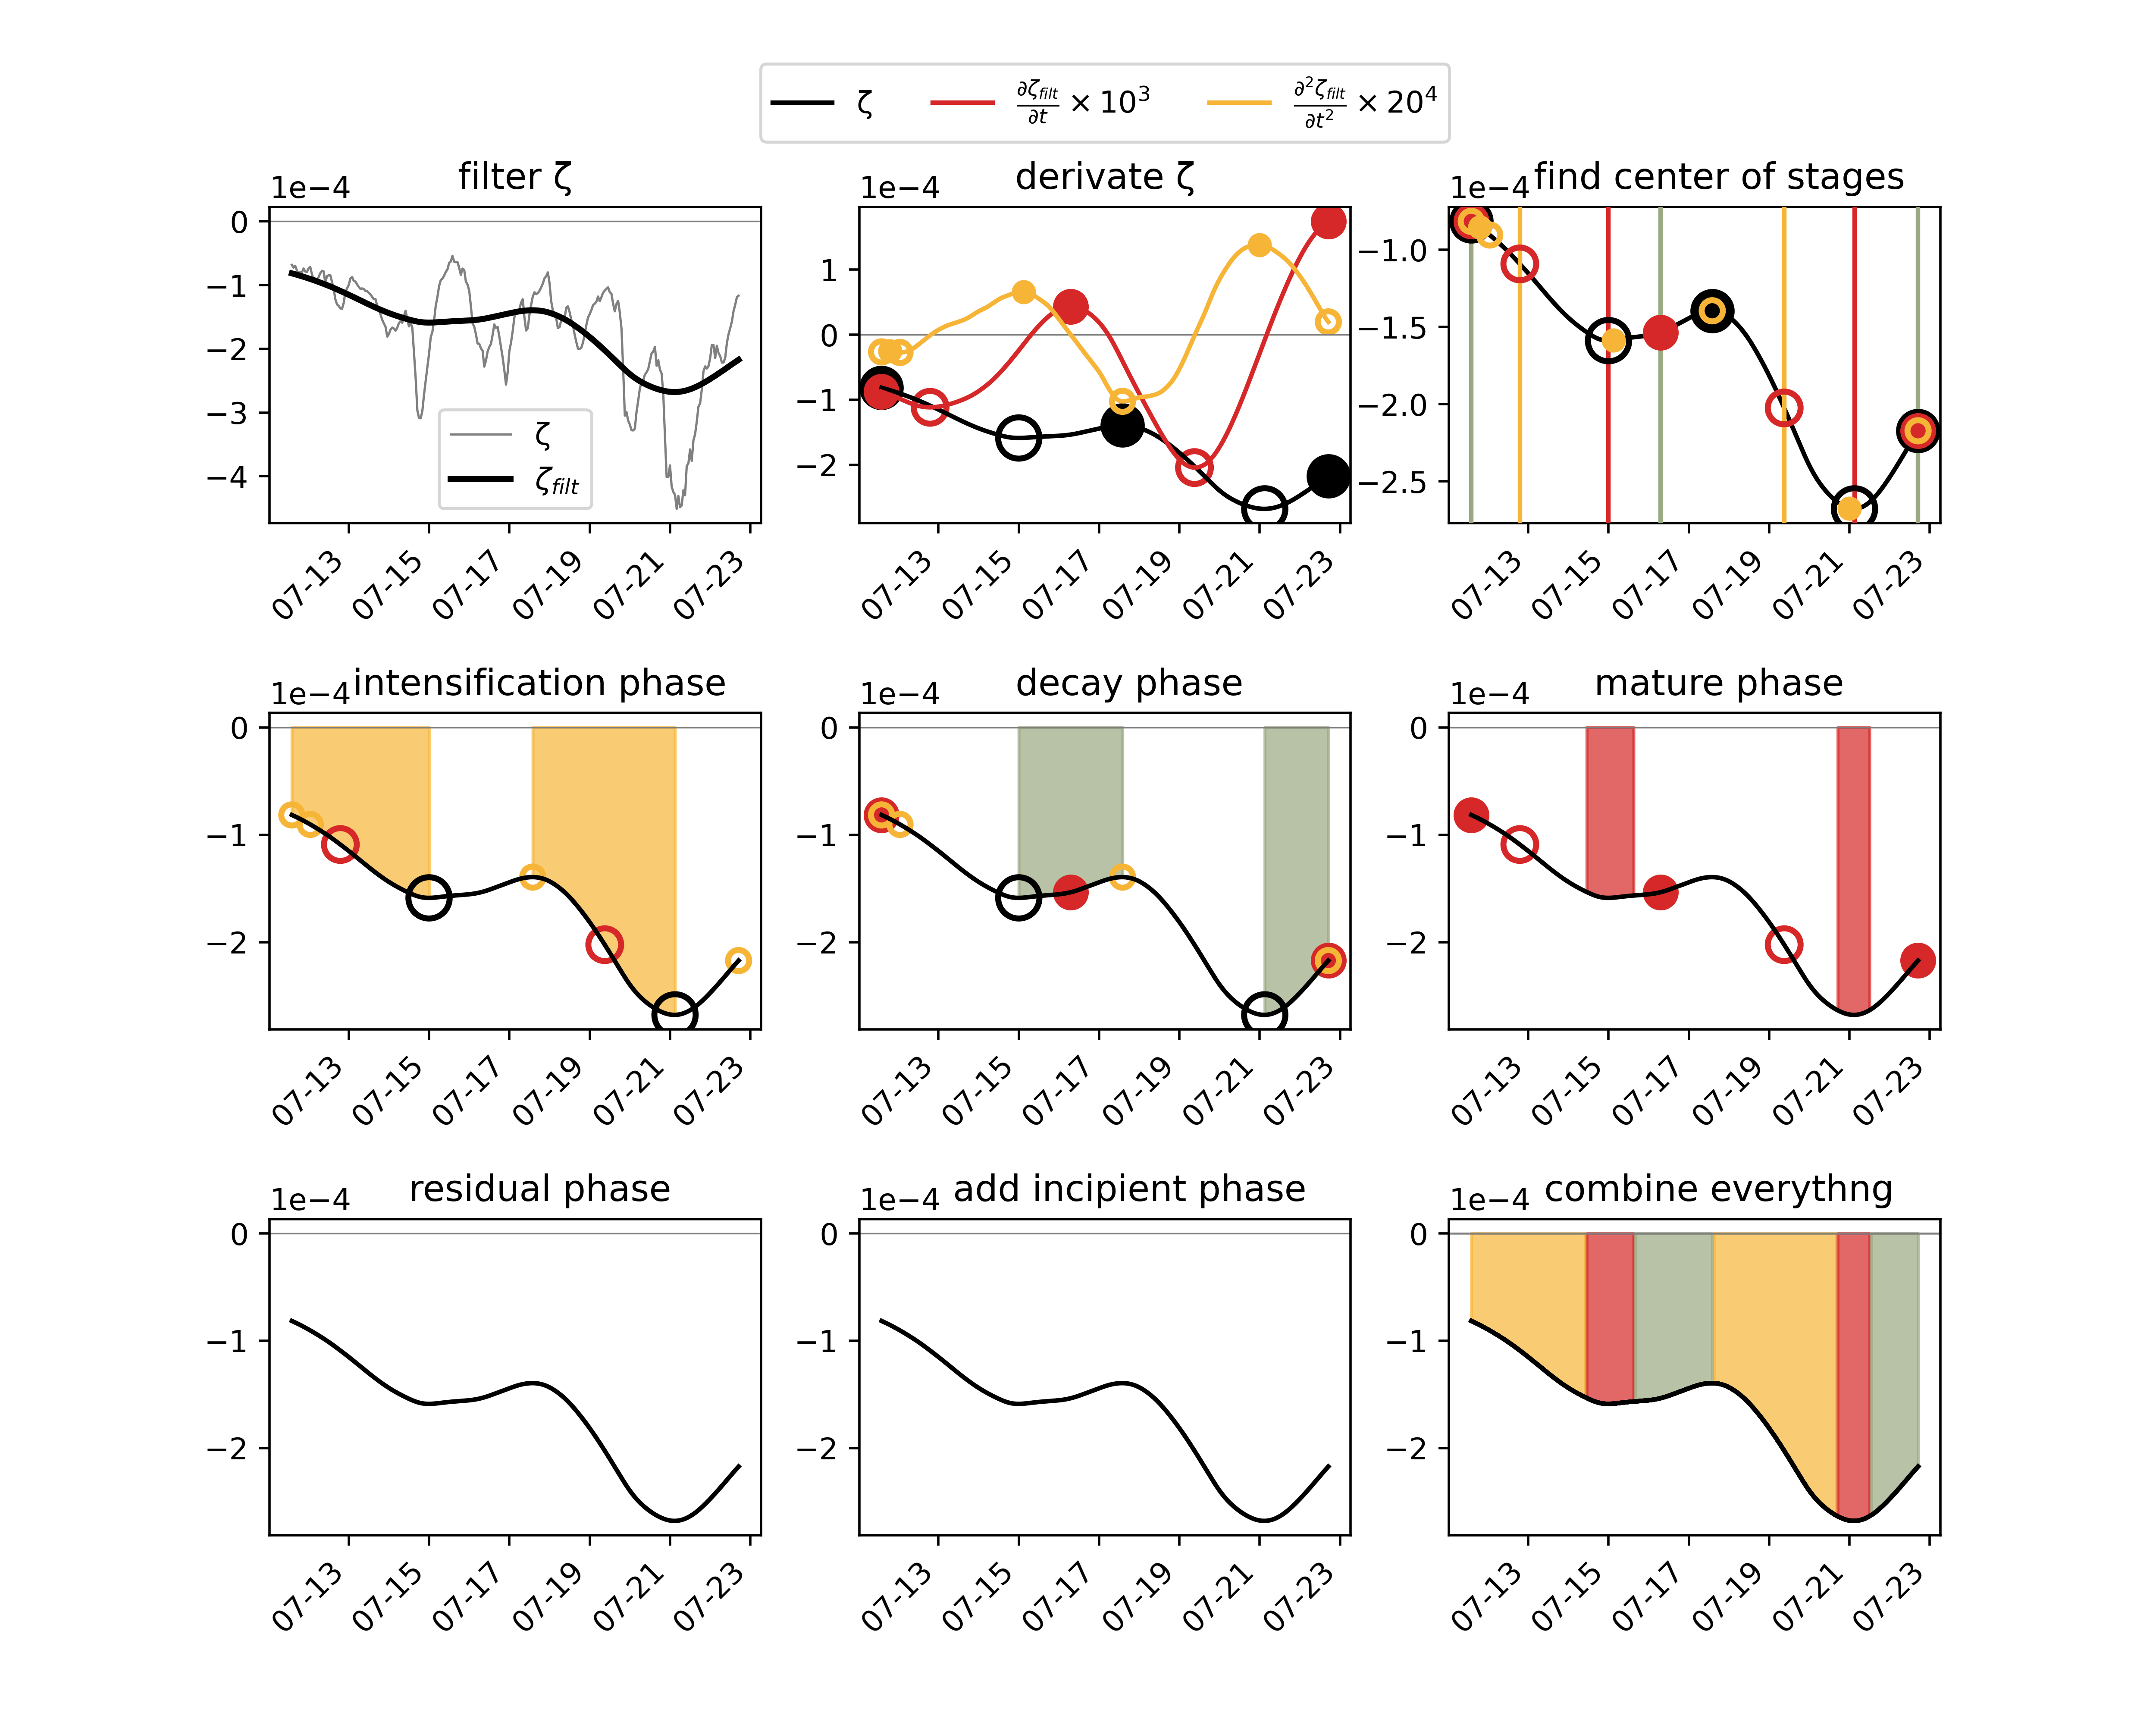 ζ ∂ζ_filt/∂t × 10³ ∂²ζ_filt/∂t² × 20⁴
1e−4 filter ζ
0
−1
−2
−3
−4
ζ
ζ_filt
07-13 07-15 07-17 07-19 07-21 07-23
1e−4 derivate ζ
1
0
−1
−2
07-13 07-15 07-17 07-19 07-21 07-23
1e−4 find center of stages
−1.0
−1.5
−2.0
−2.5
07-13 07-15 07-17 07-19 07-21 07-23
1e−4 intensification phase
0
−1
−2
07-13 07-15 07-17 07-19 07-21 07-23
1e−4 decay phase
0
−1
−2
07-13 07-15 07-17 07-19 07-21 07-23
1e−4 mature phase
0
−1
−2
07-13 07-15 07-17 07-19 07-21 07-23
1e−4 residual phase
0
−1
−2
07-13 07-15 07-17 07-19 07-21 07-23
1e−4 add incipient phase
0
−1
−2
07-13 07-15 07-17 07-19 07-21 07-23
1e−4 combine everythng
0
−1
−2
07-13 07-15 07-17 07-19 07-21 07-23